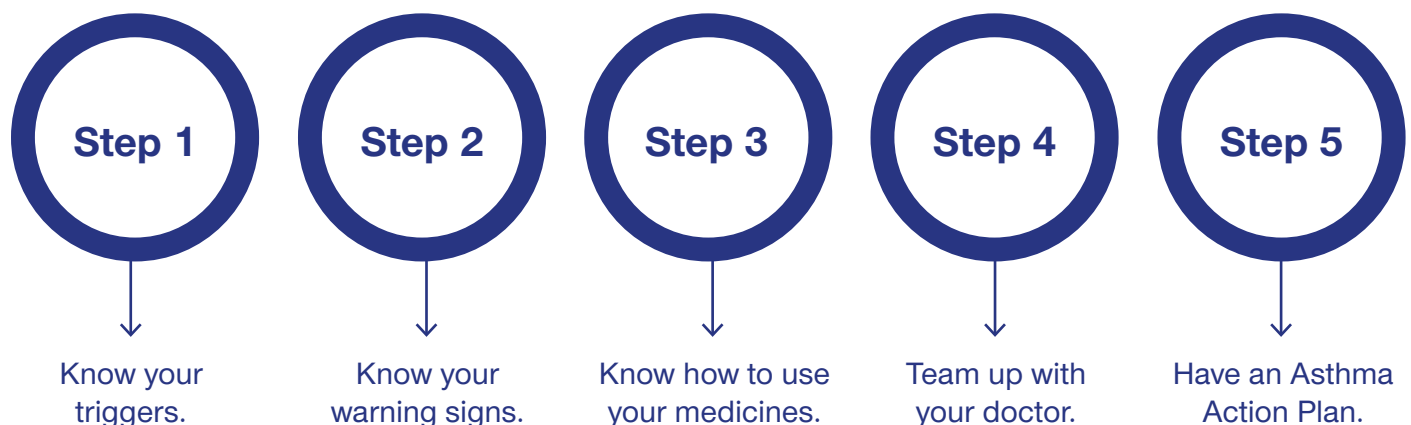 Step 1
Know your
triggers.
Step 2
Know your
warning signs.
Step 3
Know how to use
your medicines.
Step 4
Team up with
your doctor.
Step 5
Have an Asthma
Action Plan.